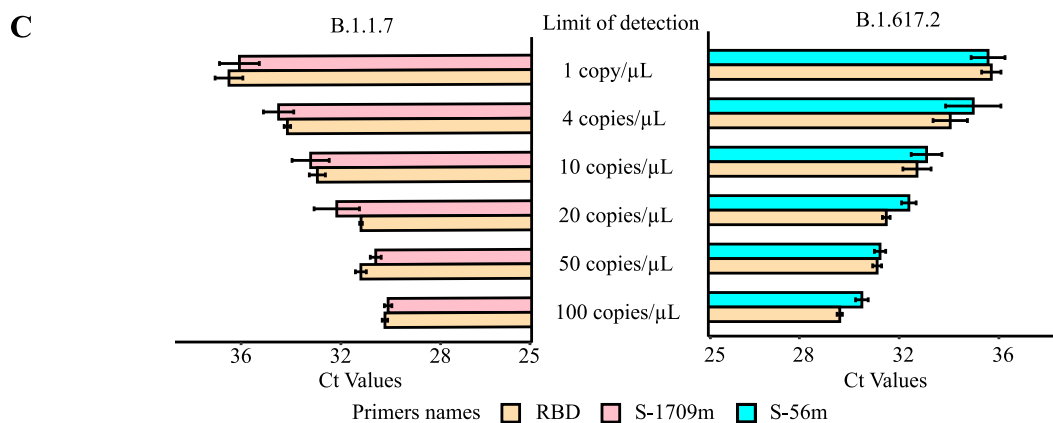 C
B.1.1.7
Limit of detection
B.1.617.2
1 copy/µL
4 copies/µL
10 copies/µL
20 copies/µL
50 copies/µL
100 copies/µL
36 32 28 25
Ct Values
25 28 32 36
Ct Values
Primers names RBD S-1709m S-56m